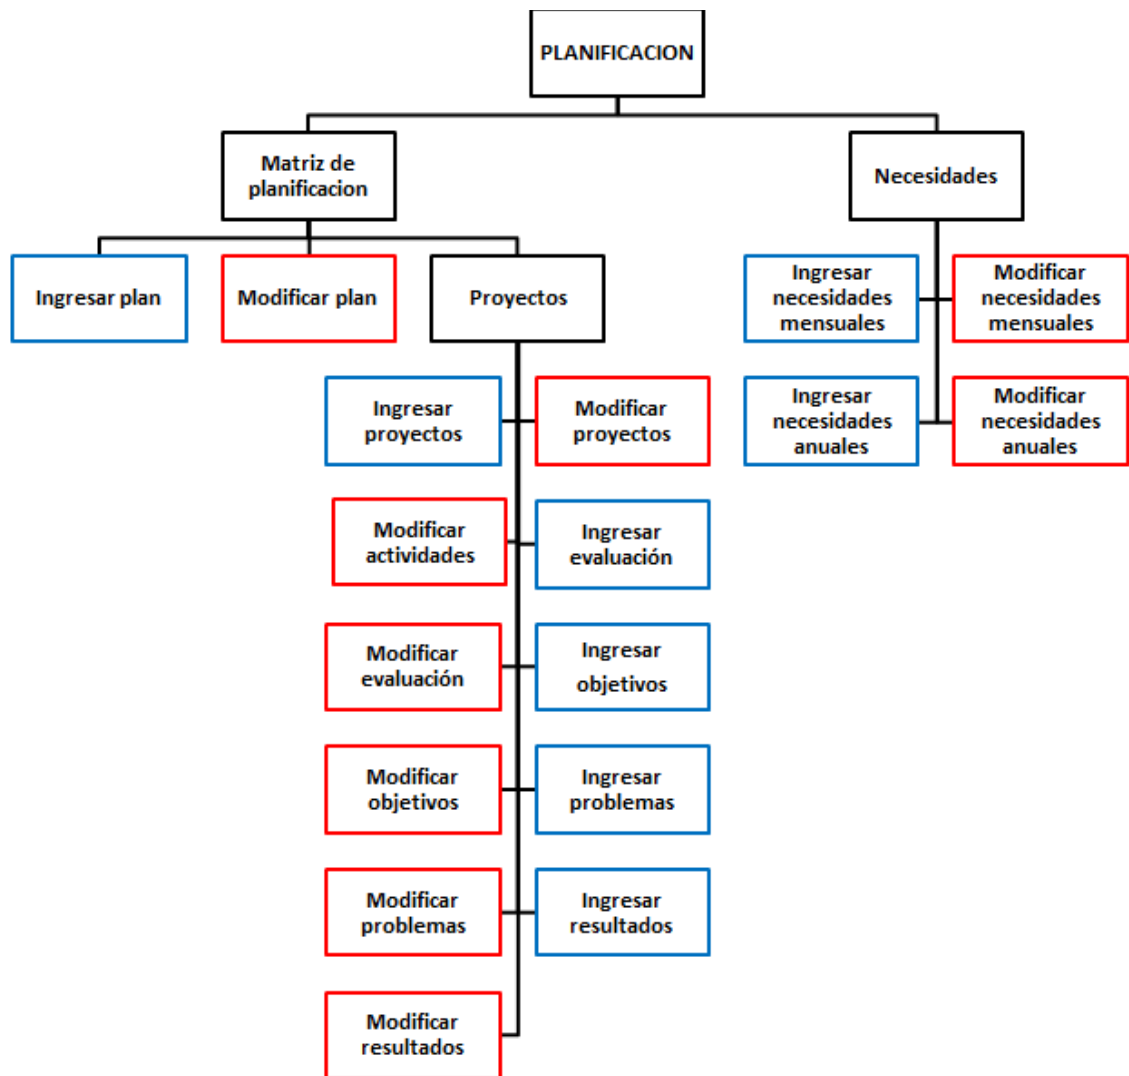 PLANIFICACION
Matriz de
planificacion
Necesidades
Ingresar plan
Modificar plan
Proyectos
Ingresar
necesidades
mensuales
Modificar
necesidades
mensuales
Ingresar
proyectos
Modificar
proyectos
Ingresar
necesidades
anuales
Modificar
necesidades
anuales
Modificar
actividades
Ingresar
evaluación
Modificar
evaluación
Ingresar
objetivos
Modificar
objetivos
Ingresar
problemas
Modificar
problemas
Ingresar
resultados
Modificar
resultados